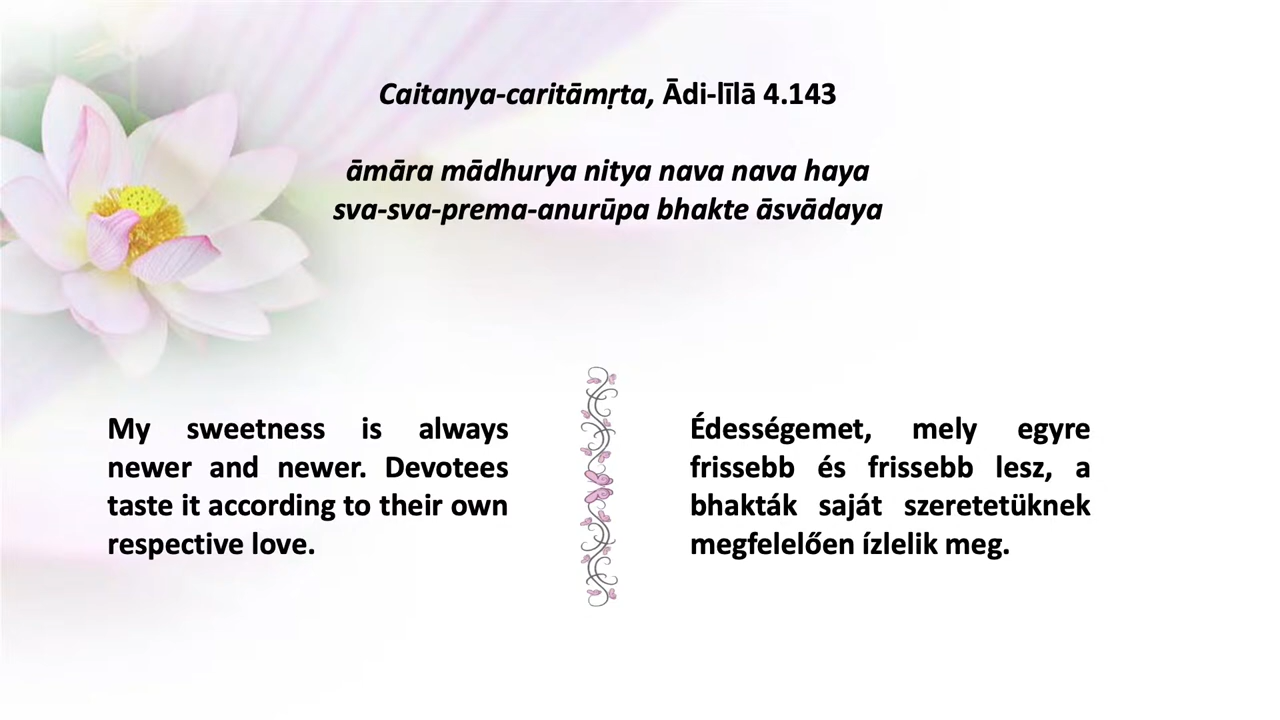 Caitanya-caritāmṛta, Ādi-līlā 4.143
āmāra mādhurya nitya nava nava haya
sva-sva-prema-anurūpa bhakte āsvādaya
My sweetness is always
newer and newer. Devotees
taste it according to their own
respective love.
Édességemet, mely egyre
frissebb és frissebb lesz, a
bhakták saját szeretetüknek
megfelelően ízlelik meg.